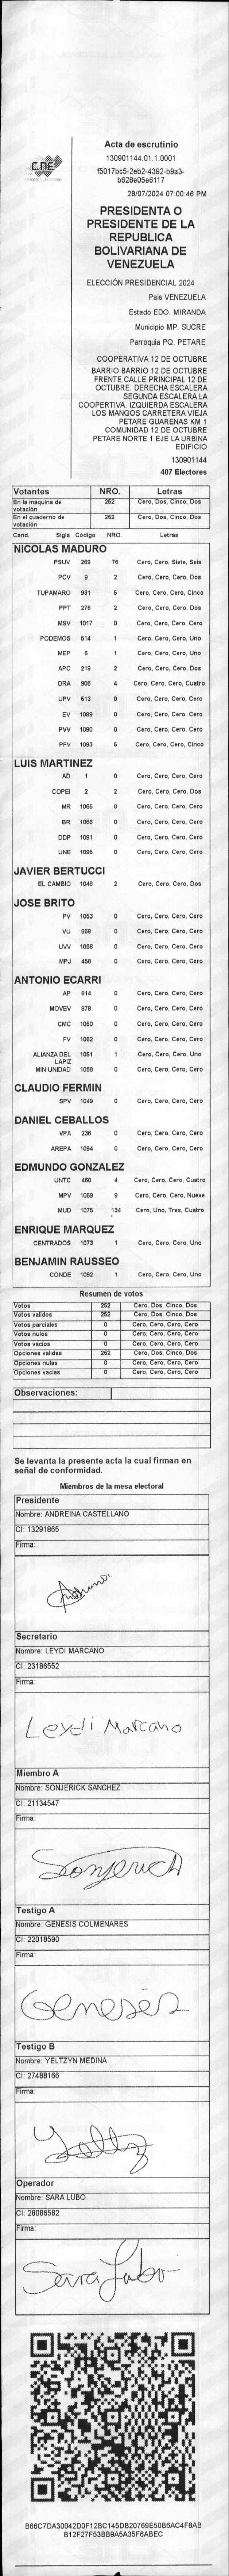 CNE
Acta de escrutinio
130901144.01.1.0001
f5017bc5-2eb2-4392-b9a3-
b628e05e6117
28/07/2024 07:00:46 PM
PRESIDENTA O
PRESIDENTE DE LA
REPUBLICA
BOLIVARIANA DE
VENEZUELA
ELECCIÓN PRESIDENCIAL 2024
País VENEZUELA
Estado EDO. MIRANDA
Municipio MP. SUCRE
Parroquia PQ. PETARE
COOPERATIVA 12 DE OCTUBRE
BARRIO BARRIO 12 DE OCTUBRE
FRENTE CALLE PRINCIPAL 12 DE
OCTUBRE. DERECHA ESCALERA
SEGUNDA ESCALERA LA
COOPERTIVA. IZQUIERDA ESCALERA
LOS MANGOS CARRETERA VIEJA
PETARE GUARENAS KM 1
COMUNIDAD 12 DE OCTUBRE
PETARE NORTE 1 EJE LA URBINA
EDIFICIO
130901144
407 Electores
Votantes NRO. Letras
En la máquina de votación 262 Cero, Dos, Cinco, Dos
En el cuaderno de votación 252 Cero, Dos, Cinco, Dos
Cand. Sigla Código NRO. Letras
NICOLAS MADURO
PSUV 269 76 Cero, Cero, Siete, Seis
PCV 9 2 Cero, Cero, Cero, Dos
TUPAMARO 931 5 Cero, Cero, Cero, Cinco
PPT 276 2 Cero, Cero, Cero, Dos
MSV 1017 0 Cero, Cero, Cero, Cero
PODEMOS 514 1 Cero, Cero, Cero, Uno
MEP 6 1 Cero, Cero, Cero, Uno
APC 219 2 Cero, Cero, Cero, Dos
ORA 906 4 Cero, Cero, Cero, Cuatro
UPV 513 0 Cero, Cero, Cero, Cero
EV 1089 0 Cero, Cero, Cero, Cero
PVV 1090 0 Cero, Cero, Cero, Cero
PFV 1093 5 Cero, Cero, Cero, Cinco
LUIS MARTINEZ
AD 1 0 Cero, Cero, Cero, Cero
COPEI 2 2 Cero, Cero, Cero, Dos
MR 1065 0 Cero, Cero, Cero, Cero
BR 1066 0 Cero, Cero, Cero, Cero
DDP 1091 0 Cero, Cero, Cero, Cero
UNE 1095 0 Cero, Cero, Cero, Cero
JAVIER BERTUCCI
EL CAMBIO 1048 2 Cero, Cero, Cero, Dos
JOSE BRITO
PV 1053 0 Cero, Cero, Cero, Cero
VU 868 0 Cero, Cero, Cero, Cero
UVV 1096 0 Cero, Cero, Cero, Cero
MPJ 458 0 Cero, Cero, Cero, Cero
ANTONIO ECARRI
AP 914 0 Cero, Cero, Cero, Cero
MOVEV 979 0 Cero, Cero, Cero, Cero
CMC 1050 0 Cero, Cero, Cero, Cero
FV 1062 0 Cero, Cero, Cero, Cero
ALIANZA DEL LAPIZ 1051 1 Cero, Cero, Cero, Uno
MIN UNIDAD 1068 0 Cero, Cero, Cero, Cero
CLAUDIO FERMIN
SPV 1049 0 Cero, Cero, Cero, Cero
DANIEL CEBALLOS
VPA 236 0 Cero, Cero, Cero, Cero
AREPA 1094 0 Cero, Cero, Cero, Cero
EDMUNDO GONZALEZ
UNTC 460 4 Cero, Cero, Cero, Cuatro
MPV 1069 9 Cero, Cero, Cero, Nueve
MUD 1075 134 Cero, Uno, Tres, Cuatro
ENRIQUE MARQUEZ
CENTRADOS 1073 1 Cero, Cero, Cero, Uno
BENJAMIN RAUSSEO
CONDE 1092 1 Cero, Cero, Cero, Uno
Resumen de votos
Votos 252 Cero, Dos, Cinco, Dos
Votos validos 252 Cero, Dos, Cinco, Dos
Votos parciales 0 Cero, Cero, Cero, Cero
Votos nulos 0 Cero, Cero, Cero, Cero
Votos vacios 0 Cero, Cero, Cero, Cero
Opciones validas 252 Cero, Dos, Cinco, Dos
Opciones nulas 0 Cero, Cero, Cero, Cero
Opciones vacias 0 Cero, Cero, Cero, Cero
Observaciones:
Se levanta la presente acta la cual firman en
señal de conformidad.
Miembros de la mesa electoral
Presidente
Nombre: ANDREINA CASTELLANO
CI: 13291865
Firma:
Secretario
Nombre: LEYDI MARCANO
CI: 23186552
Firma:
Leydi Marcano
Miembro A
Nombre: SONJERICK SANCHEZ
CI: 21134547
Firma:
Sonjerick
Testigo A
Nombre: GENESIS COLMENARES
CI: 22018590
Firma:
Genesis
Testigo B
Nombre: YELTZYN MEDINA
CI: 27488166
Firma:
Yeltz
Operador
Nombre: SARA LUBO
CI: 28086582
Firma:
Sara Lubo
B66C7DA30042D0F12BC145DB20769E50B6AC4F8AB
B12F27F53BB9A5A35F6ABEC